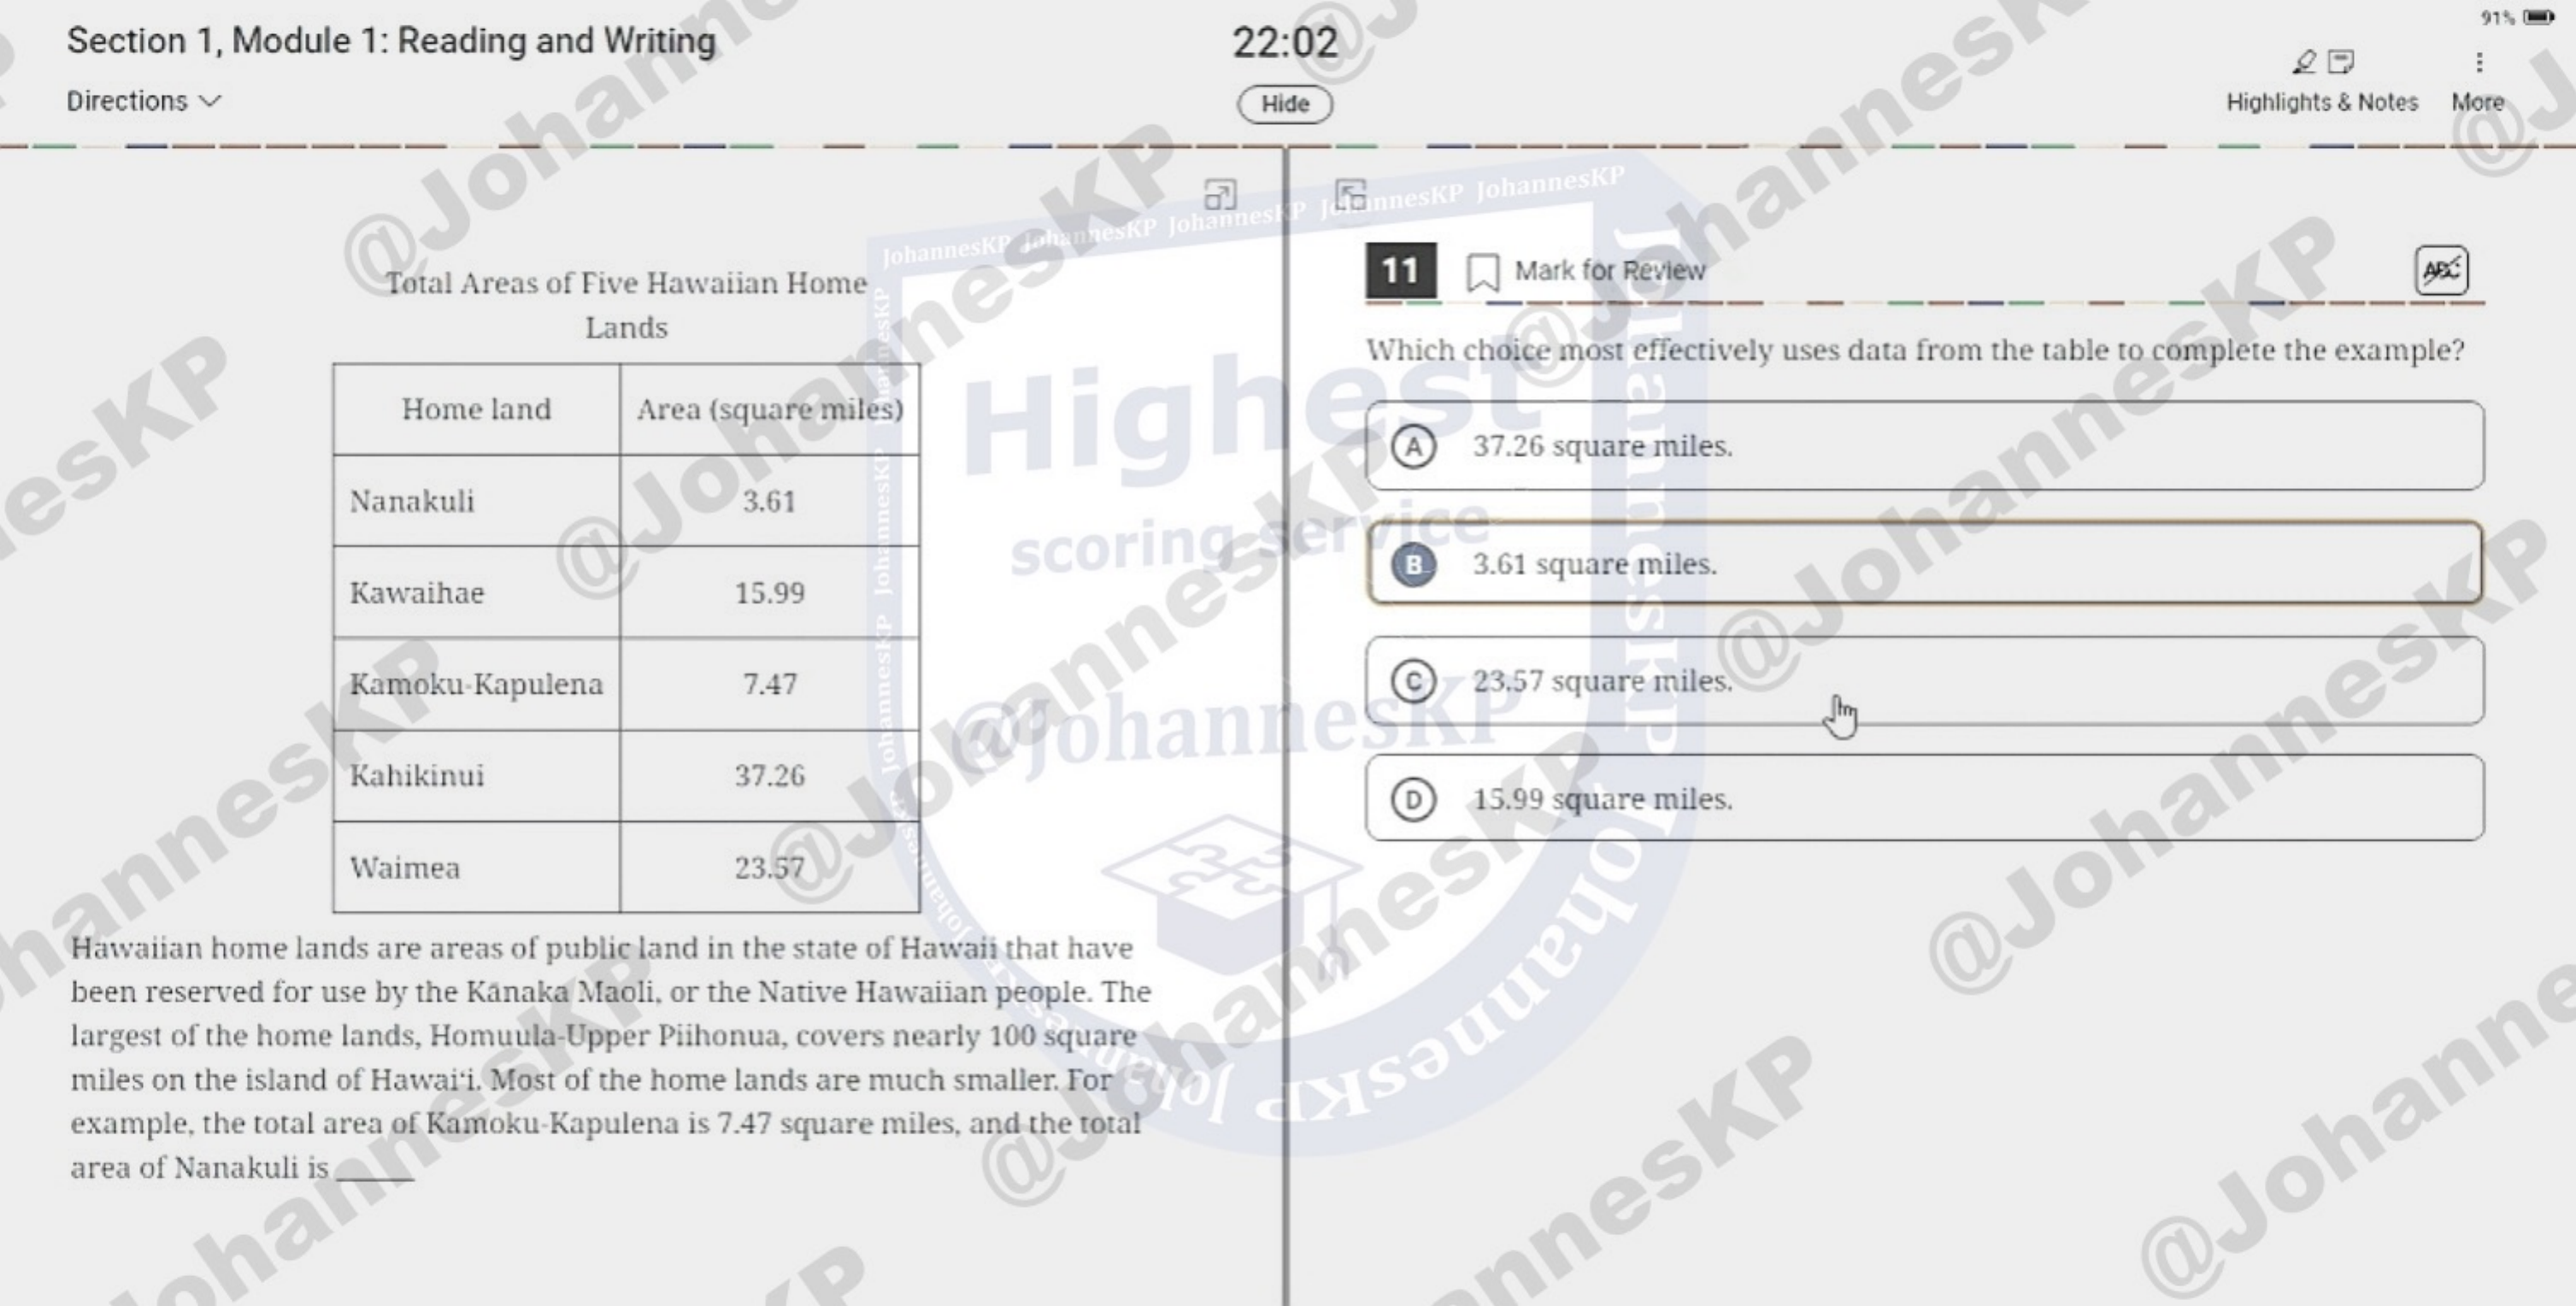 Section 1, Module 1: Reading and Writing
22:02
91%
Directions
Hide
Highlights & Notes
More
Total Areas of Five Hawaiian Home
Lands
Home land Area (square miles)
Nanakuli 3.61
Kawaihae 15.99
Kamoku-Kapulena 7.47
Kahikinui 37.26
Waimea 23.57
Hawaiian home lands are areas of public land in the state of Hawaii that have
been reserved for use by the Kānaka Maoli, or the Native Hawaiian people. The
largest of the home lands, Homuula-Upper Piihonua, covers nearly 100 square
miles on the island of Hawai‘i. Most of the home lands are much smaller. For
example, the total area of Kamoku-Kapulena is 7.47 square miles, and the total
area of Nanakuli is ______
11 Mark for Review
ABC
Which choice most effectively uses data from the table to complete the example?
A 37.26 square miles.
B 3.61 square miles.
C 23.57 square miles.
D 15.99 square miles.
JohannesKP JohannesKP JohannesKP JohannesKP JohannesKP
Highest
scoring service
@JohannesKP
@JohannesKP